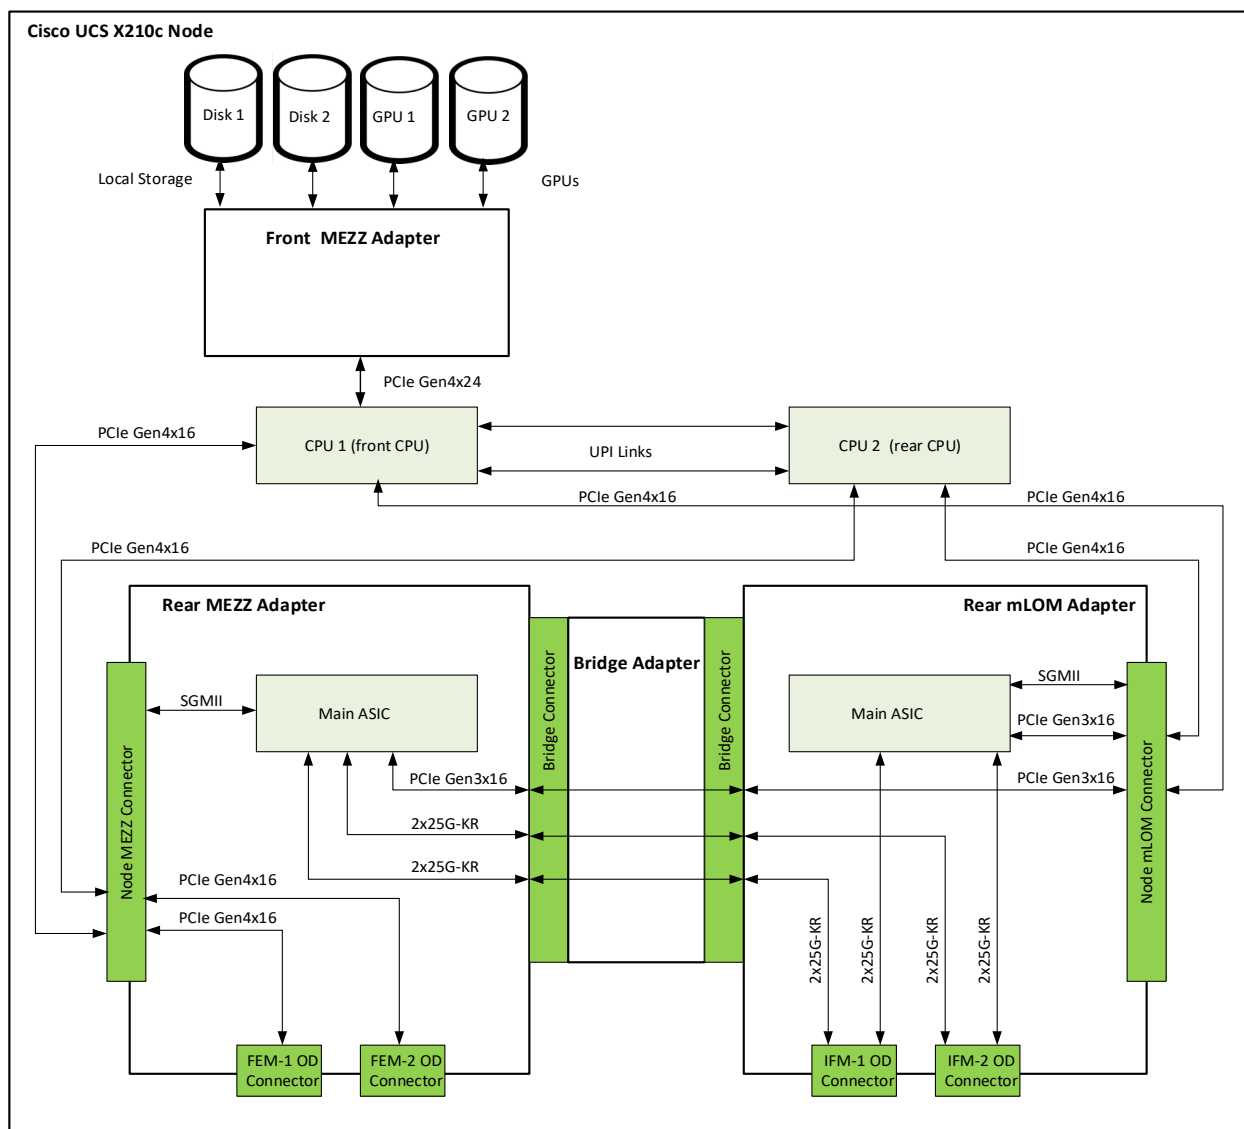 Cisco UCS X210c Node
Disk 1
Disk 2
GPU 1
GPU 2
Local Storage
GPUs
Front  MEZZ Adapter
PCIe Gen4x24
PCIe Gen4x16
CPU 1 (front CPU)
UPI Links
CPU 2  (rear CPU)
PCIe Gen4x16
PCIe Gen4x16
PCIe Gen4x16
PCIe Gen4x16
Rear MEZZ Adapter
Rear mLOM Adapter
Bridge Adapter
Bridge Connector
Bridge Connector
Node MEZZ Connector
Node mLOM Connector
SGMII
Main ASIC
Main ASIC
SGMII
PCIe Gen3x16
PCIe Gen3x16
PCIe Gen3x16
2x25G-KR
2x25G-KR
PCIe Gen4x16
PCIe Gen4x16
2x25G-KR
2x25G-KR
2x25G-KR
2x25G-KR
FEM-1 OD
Connector
FEM-2 OD
Connector
IFM-1 OD
Connector
IFM-2 OD
Connector